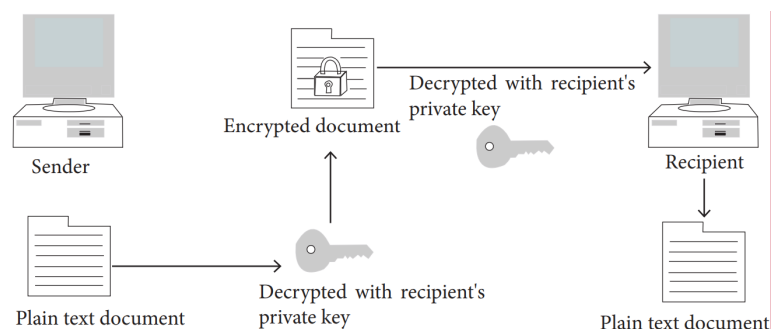 Sender
Encrypted document
Decrypted with recipient's
private key
Recipient
Plain text document
Decrypted with recipient's
private key
Plain text document